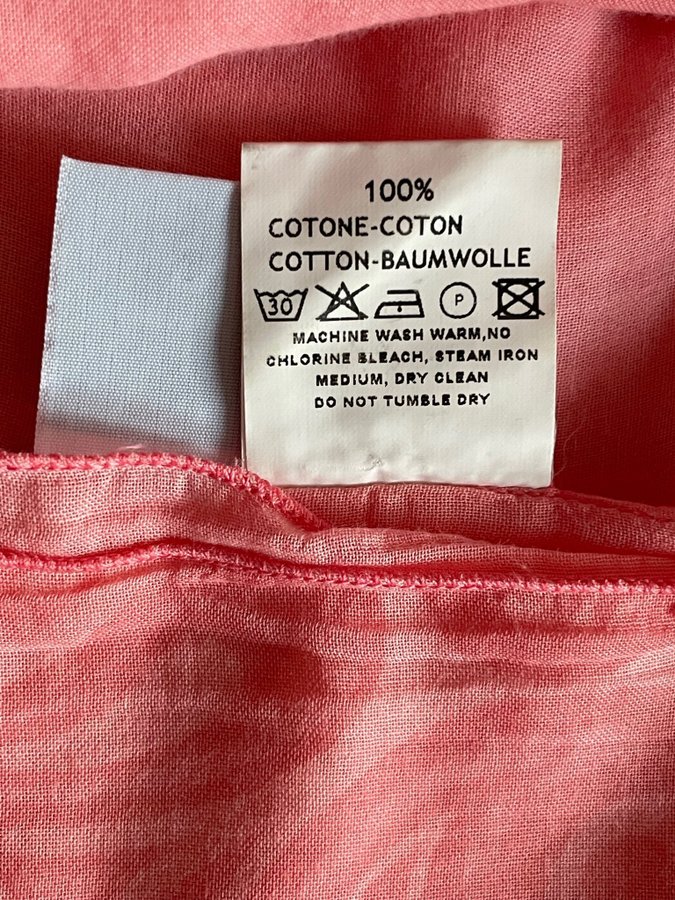 100%
COTONE-COTON
COTTON-BAUMWOLLE
30 P
MACHINE WASH WARM,NO
CHLORINE BLEACH, STEAM IRON
MEDIUM, DRY CLEAN
DO NOT TUMBLE DRY